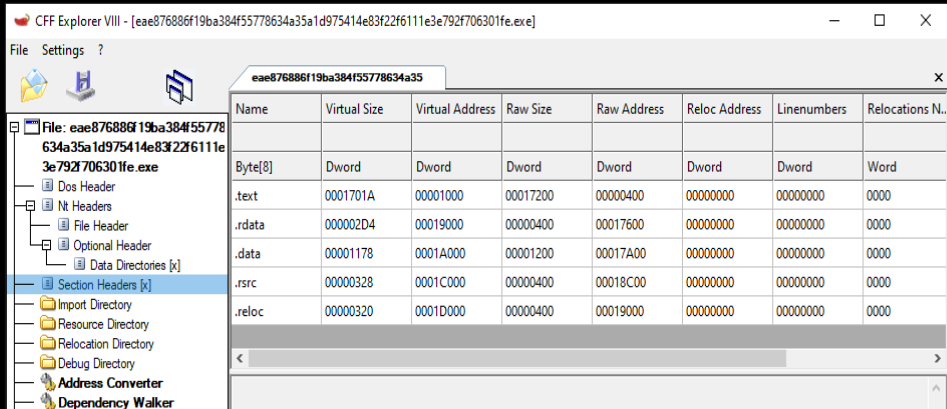 CFF Explorer VIII - [eae876886f19ba384f55778634a35a1d975414e83f22f6111e3e792f706301fe.exe]
File Settings ?
eae876886f19ba384f55778634a35
File: eae876886f19ba384f55778
634a35a1d975414e83f22f6111e
3e792f706301fe.exe
Dos Header
Nt Headers
File Header
Optional Header
Data Directories [x]
Section Headers [x]
Import Directory
Resource Directory
Relocation Directory
Debug Directory
Address Converter
Dependency Walker
Name Virtual Size Virtual Address Raw Size Raw Address Reloc Address Linenumbers Relocations N...
Byte[8] Dword Dword Dword Dword Dword Dword Word
.text 0001701A 00001000 00017200 00000400 00000000 00000000 0000
.rdata 000002D4 00019000 00000400 00017600 00000000 00000000 0000
.data 00001178 0001A000 00001200 00017A00 00000000 00000000 0000
.rsrc 00000328 0001C000 00000400 00018C00 00000000 00000000 0000
.reloc 00000320 0001D000 00000400 00019000 00000000 00000000 0000